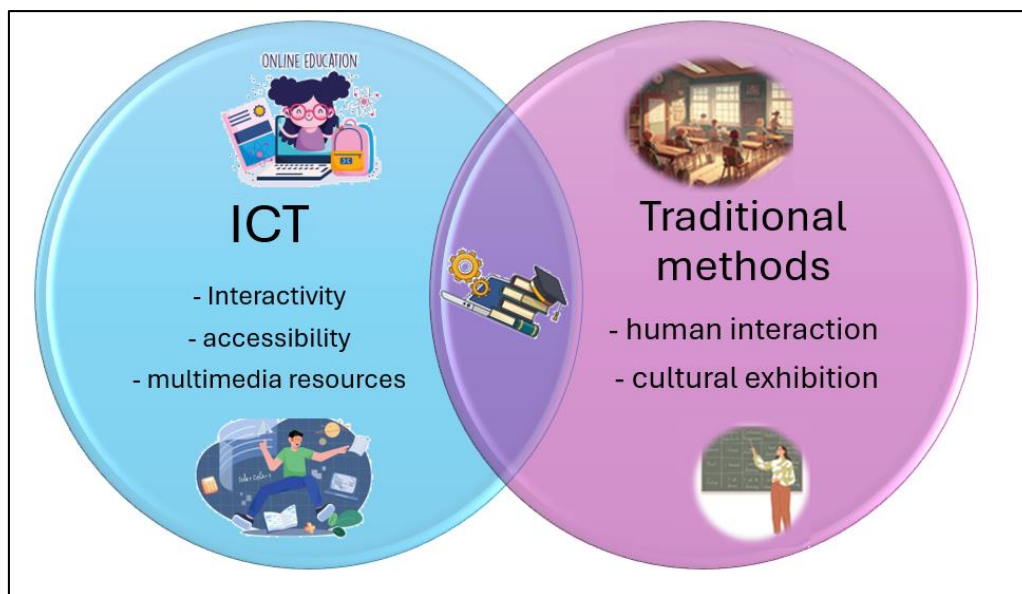 ONLINE EDUCATION
ICT
- Interactivity
- accessibility
- multimedia resources
Traditional
methods
- human interaction
- cultural exhibition